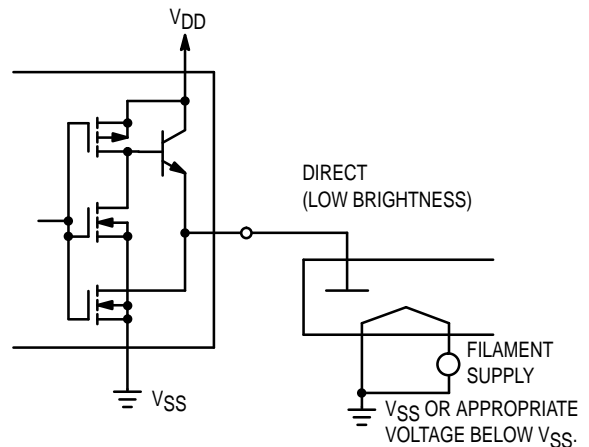 VDD
DIRECT
(LOW BRIGHTNESS)
FILAMENT
SUPPLY
VSS
VSS OR APPROPRIATE
VOLTAGE BELOW VSS.